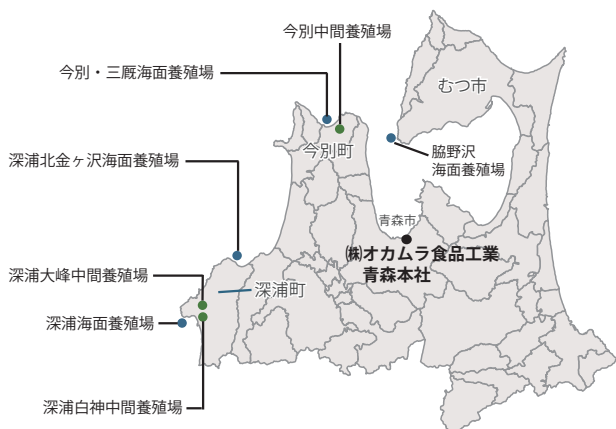 今別中間養殖場
今別・三厩海面養殖場
むつ市
今別町
脇野沢
海面養殖場
深浦北金ヶ沢海面養殖場
青森市
㈱オカムラ食品工業
青森本社
深浦大峰中間養殖場
深浦町
深浦海面養殖場
深浦白神中間養殖場